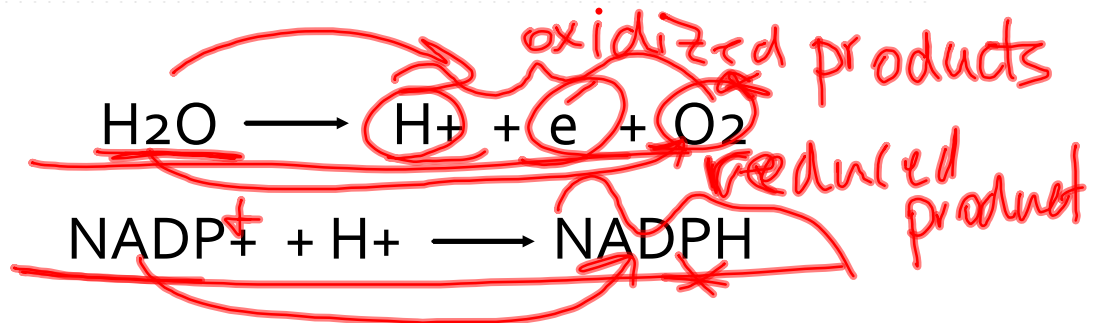 oxidized products
H2O → H+ + e + O2
reduced product
NADP+ + H+ → NADPH